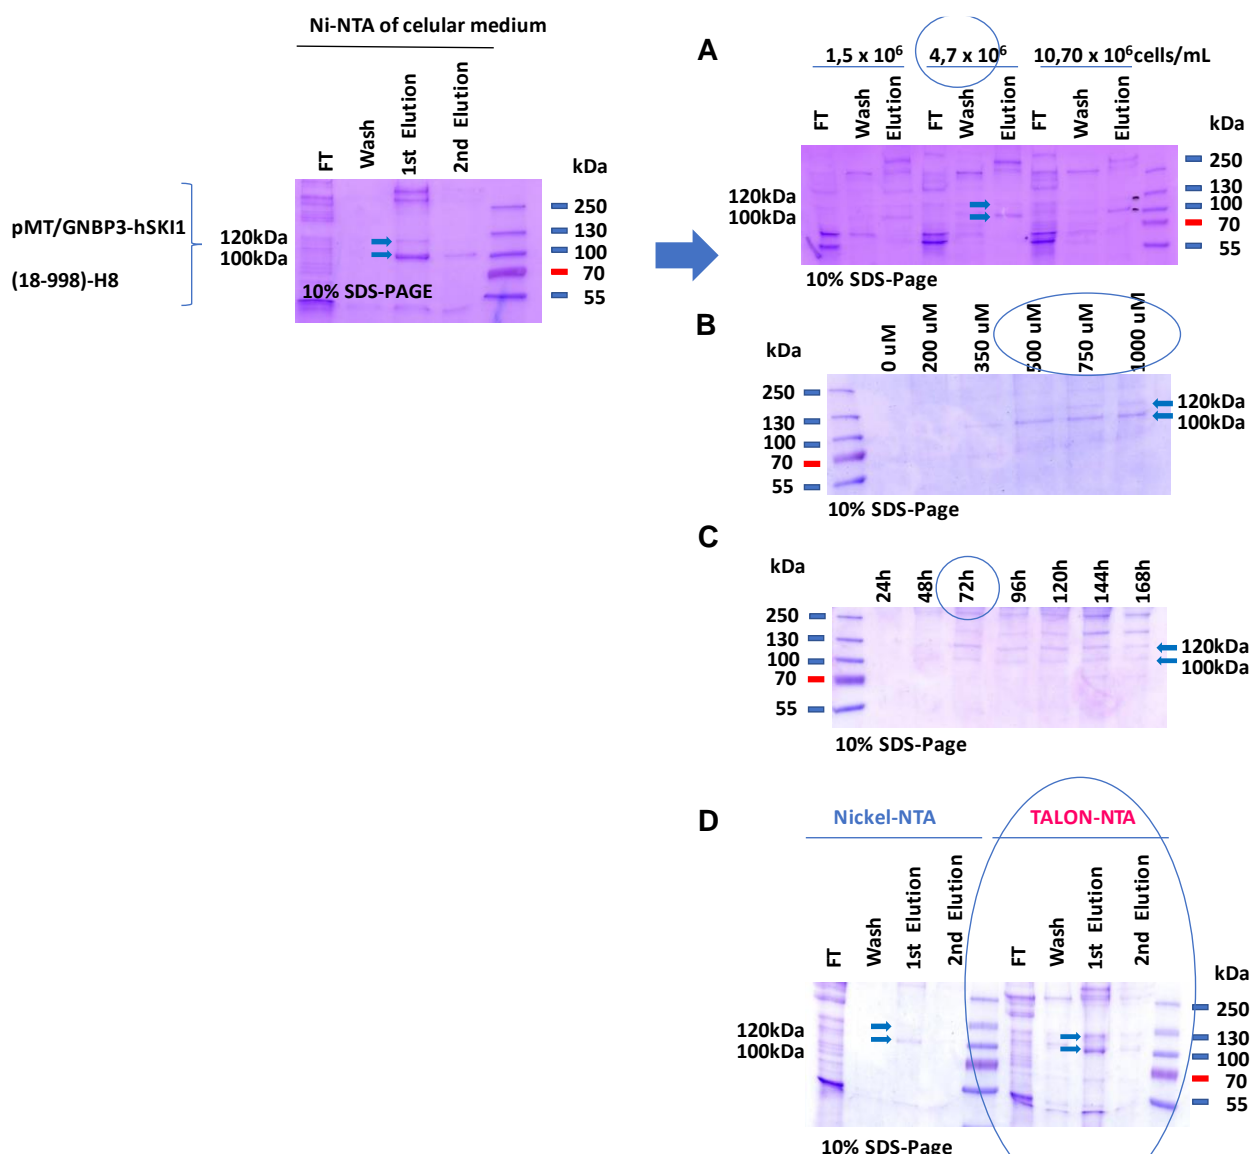 Ni-NTA of celular medium
FT
Wash
1st Elution
2nd Elution
kDa
pMT/GNBP3-hSKI1
(18-998)-H8
120kDa
100kDa
250
130
100
70
55
10% SDS-PAGE
A
1,5 x 10⁶
4,7 x 10⁶
10,70 x 10⁶cells/mL
FT
Wash
Elution
FT
Wash
Elution
FT
Wash
Elution
kDa
120kDa
100kDa
250
130
100
70
55
10% SDS-Page
B
kDa
0 uM
200 uM
350 uM
500 uM
750 uM
1000 uM
250
130
100
70
55
120kDa
100kDa
10% SDS-Page
C
kDa
24h
48h
72h
96h
120h
144h
168h
250
130
100
70
55
120kDa
100kDa
10% SDS-Page
D
Nickel-NTA
TALON-NTA
FT
Wash
1st Elution
2nd Elution
FT
Wash
1st Elution
2nd Elution
kDa
120kDa
100kDa
250
130
100
70
55
10% SDS-Page